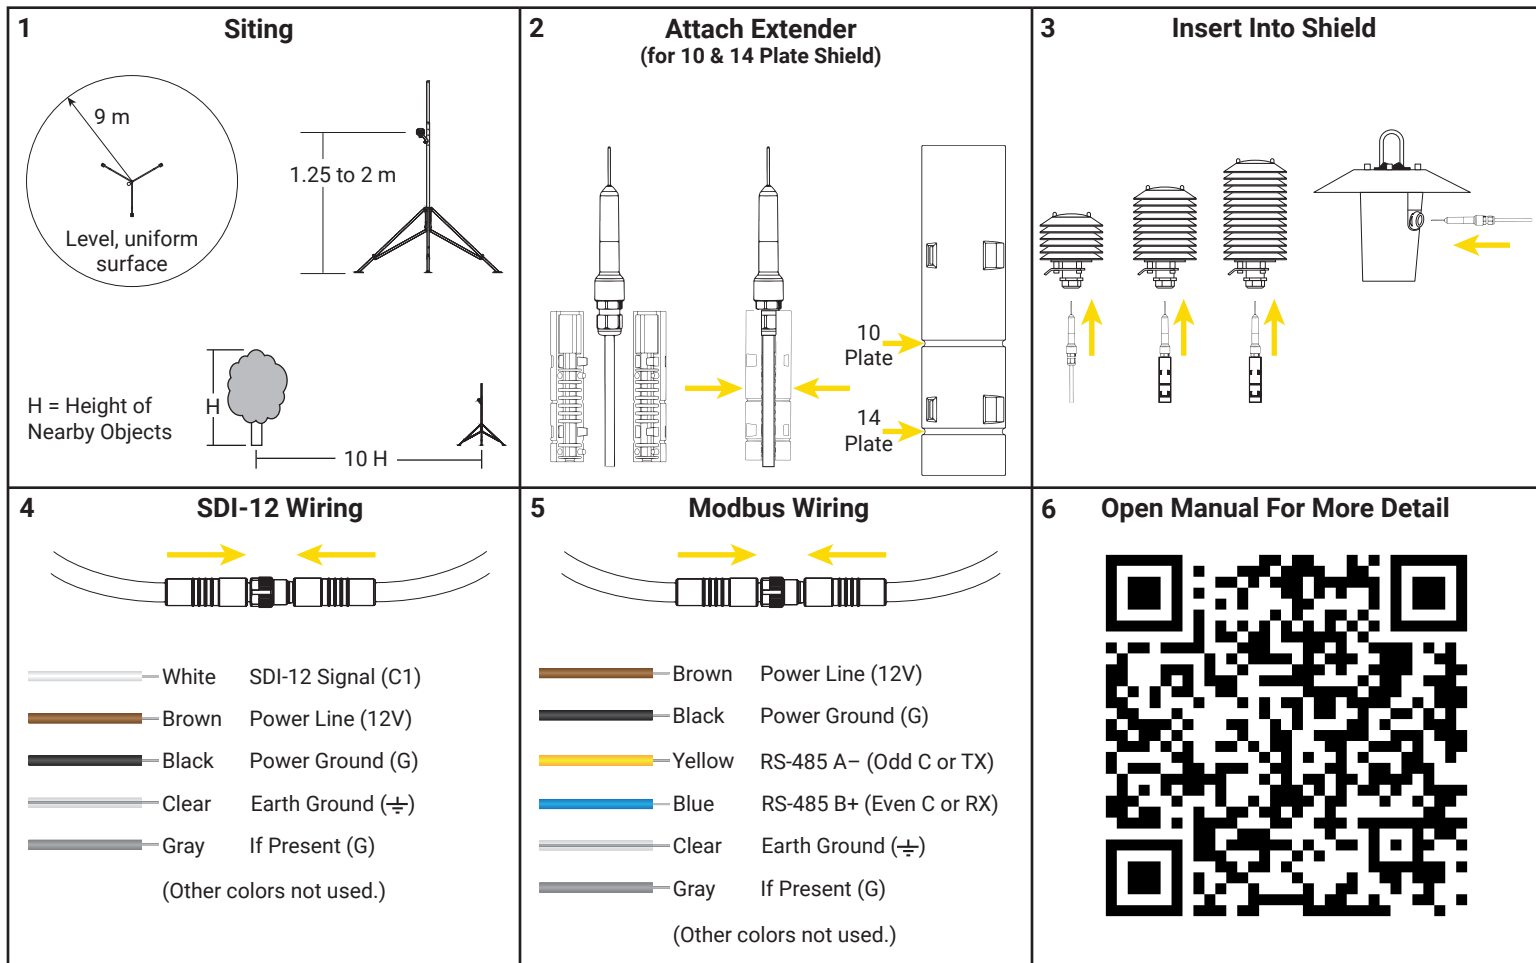 1
Siting
9 m
Level, uniform
surface
1.25 to 2 m
H = Height of
Nearby Objects
H
10 H
2
Attach Extender
(for 10 & 14 Plate Shield)
10
Plate
14
Plate
3
Insert Into Shield
4
SDI-12 Wiring
White SDI-12 Signal (C1)
Brown Power Line (12V)
Black Power Ground (G)
Clear Earth Ground (⏚)
Gray If Present (G)
(Other colors not used.)
5
Modbus Wiring
Brown Power Line (12V)
Black Power Ground (G)
Yellow RS-485 A– (Odd C or TX)
Blue RS-485 B+ (Even C or RX)
Clear Earth Ground (⏚)
Gray If Present (G)
(Other colors not used.)
6
Open Manual For More Detail